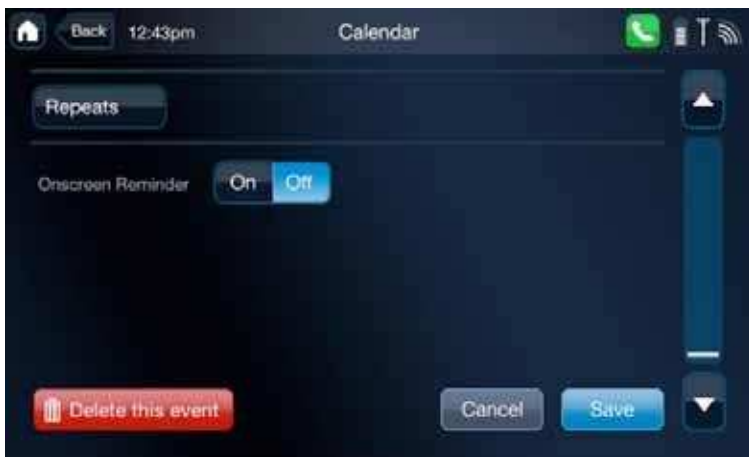 Back 12:43pm Calendar
Repeats
Onscreen Reminder On Off
Delete this event Cancel Save